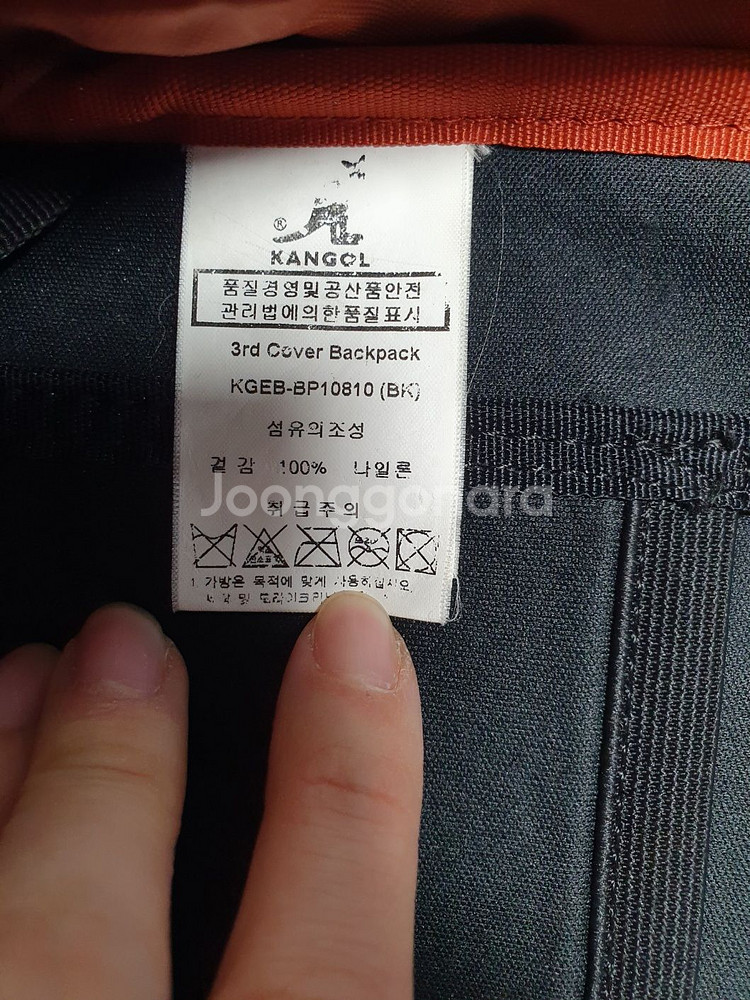 ®
KANGOL
품질경영및공산품안전
관리법에의한품질표시
3rd Cover Backpack
KGEB-BP10810 (BK)
섬유의조성
겉감 100% 나일론
Joonggonara
취급주의
1. 가방은 목적에 맞게 사용하십시오.
및